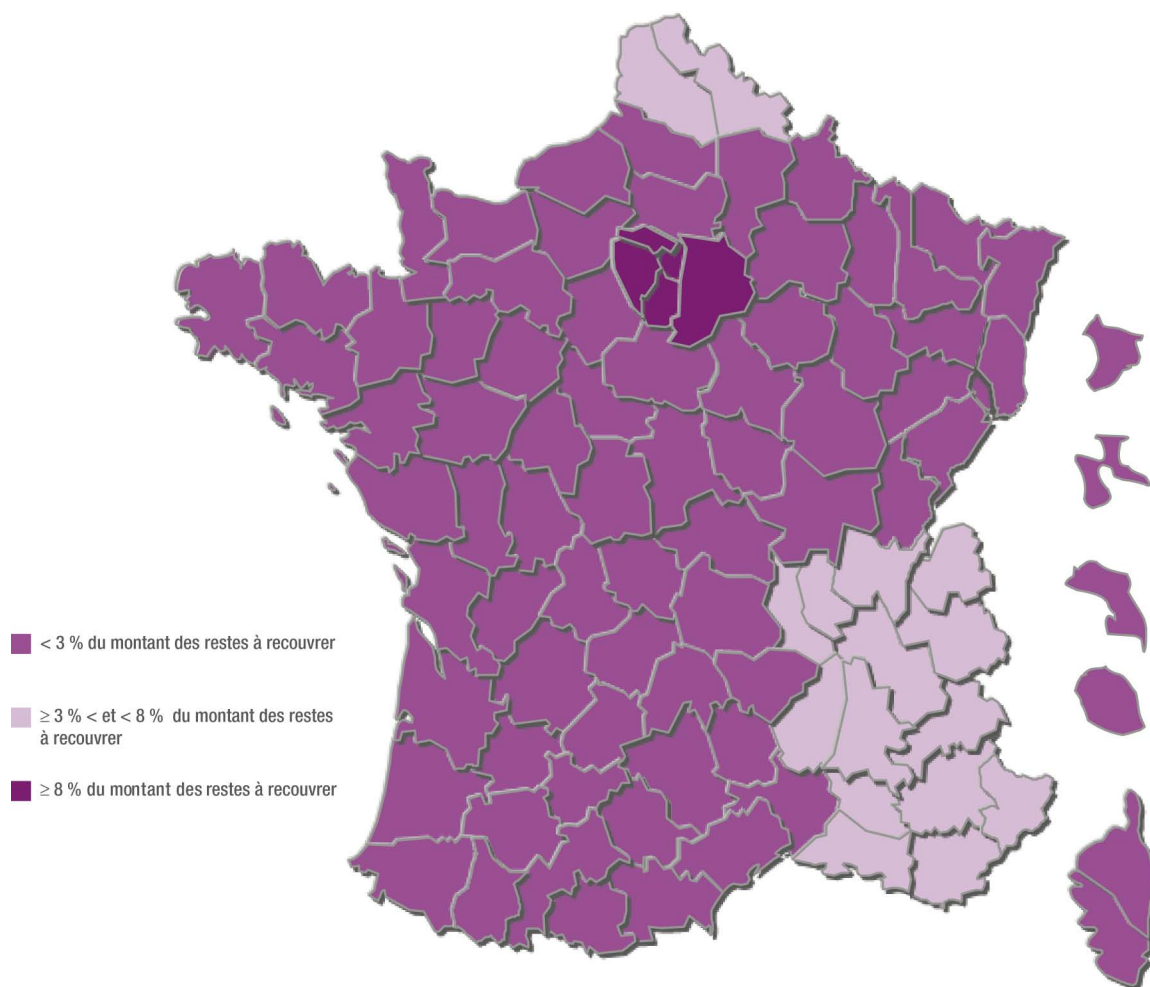 < 3 % du montant des restes à recouvrer
≥ 3 % < et < 8 % du montant des restes
à recouvrer
≥ 8 % du montant des restes à recouvrer